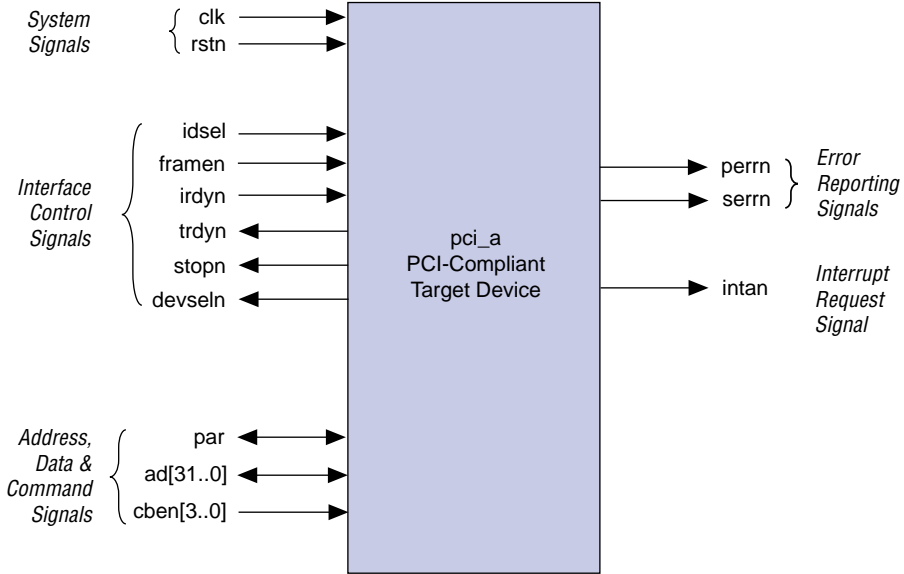 System
Signals
clk
rstn
Interface
Control
Signals
idsel
framen
irdyn
trdyn
stopn
devseln
Address,
Data &
Command
Signals
par
ad[31..0]
cben[3..0]
pci_a
PCI-Compliant
Target Device
perrn
serrn
Error
Reporting
Signals
intan
Interrupt
Request
Signal